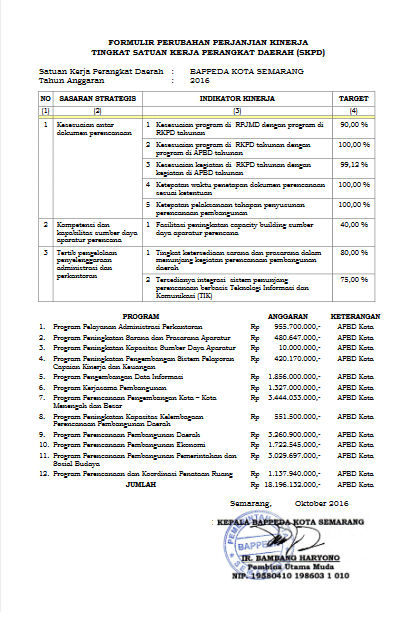 FORMULIR PERUBAHAN PERJANJIAN KINERJA
TINGKAT SATUAN KERJA PERANGKAT DAERAH (SKPD)
Satuan Kerja Perangkat Daerah : BAPPEDA KOTA SEMARANG
Tahun Anggaran : 2016
NO SASARAN STRATEGIS INDIKATOR KINERJA TARGET
(1) (2) (3) (4)
1 Kesesuaian antar dokumen perencanaan 1 Kesesuaian program di RPJMD dengan program di RKPD tahunan 90,00 %
2 Kesesuaian program di RKPD tahunan dengan program di APBD tahunan 100,00 %
3 Kesesuaian kegiatan di RKPD tahunan dengan kegiatan di APBD tahunan 99,12 %
4 Ketepatan waktu penetapan dokumen perencanaan sesuai ketentuan 100,00 %
5 Ketepatan pelaksanaan tahapan penyusunan perencanaan pembangunan 100,00 %
2 Kompetensi dan kapabilitas sumber daya aparatur perencana 1 Fasilitasi peningkatan capacity building sumber daya aparatur perencana 40,00 %
3 Tertib pengelolaan penyelenggaraan administrasi dan perkantoran 1 Tingkat ketersediaan sarana dan prasarana dalam menunjang kegiatan perencanaan pembangunan daerah 80,00 %
2 Tersedianya integrasi sistem penunjang perencanaan berbasis Teknologi Informasi dan Komunikasi (TIK) 75,00 %
PROGRAM ANGGARAN KETERANGAN
1. Program Pelayanan Administrasi Perkantoran Rp 955.700.000,- APBD Kota
2. Program Peningkatan Sarana dan Prasarana Aparatur Rp 480.647.000,- APBD Kota
3. Program Peningkatan Kapasitas Sumber Daya Aparatur Rp 10.000.000,- APBD Kota
4. Program Peningkatan Pengembangan Sistem Pelaporan Rp 420.170.000,- APBD Kota
Capaian Kinerja dan Keuangan
5. Program Pengembangan Data Informasi Rp 1.856.000.000,- APBD Kota
6. Program Kerjasama Pembangunan Rp 1.327.000.000,- APBD Kota
7. Program Perencanaan Pengembangan Kota – Kota Rp 3.444.033.000,- APBD Kota
Menengah dan Besar
8. Program Peningkatan Kapasitas Kelembagaan Rp 551.500.000,- APBD Kota
Perencanaan Pembangunan Daerah
9. Program Perencanaan Pembangunan Daerah Rp 3.260.900.000,- APBD Kota
10. Program Perencanaan Pembangunan Ekonomi Rp 1.722.545.000,- APBD Kota
11. Program Perencanaan Pembangunan Pemerintahan dan Rp 3.029.697.000,- APBD Kota
Sosial Budaya
12. Program Perencanaan dan Koordinasi Penataan Ruang Rp 1.137.940.000,- APBD Kota
JUMLAH Rp 18.196.132.000,- APBD Kota
Semarang, Oktober 2016
KEPALA BAPPEDA KOTA SEMARANG
BAPPEDA
IR. BAMBANG HARYONO
Pembina Utama Muda
NIP. 19580410 198603 1 010